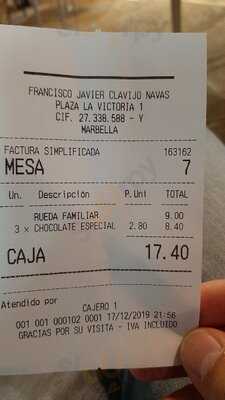 FRANCISCO JAVIER CLAVIJO NAVAS
PLAZA LA VICTORIA 1
CIF. 27.338.588 - Y
MARBELLA
FACTURA SIMPLIFICADA 163162
MESA 7
Un. Descripción P.Uni TOTAL
RUEDA FAMILIAR 9.00
3 x CHOCOLATE ESPECIAL 2.80 8.40
CAJA 17.40
Atendido por CAJERO 1
001 001 000102 0001 17/12/2019 21:56
GRACIAS POR SU VISITA - IVA INCLUIDO